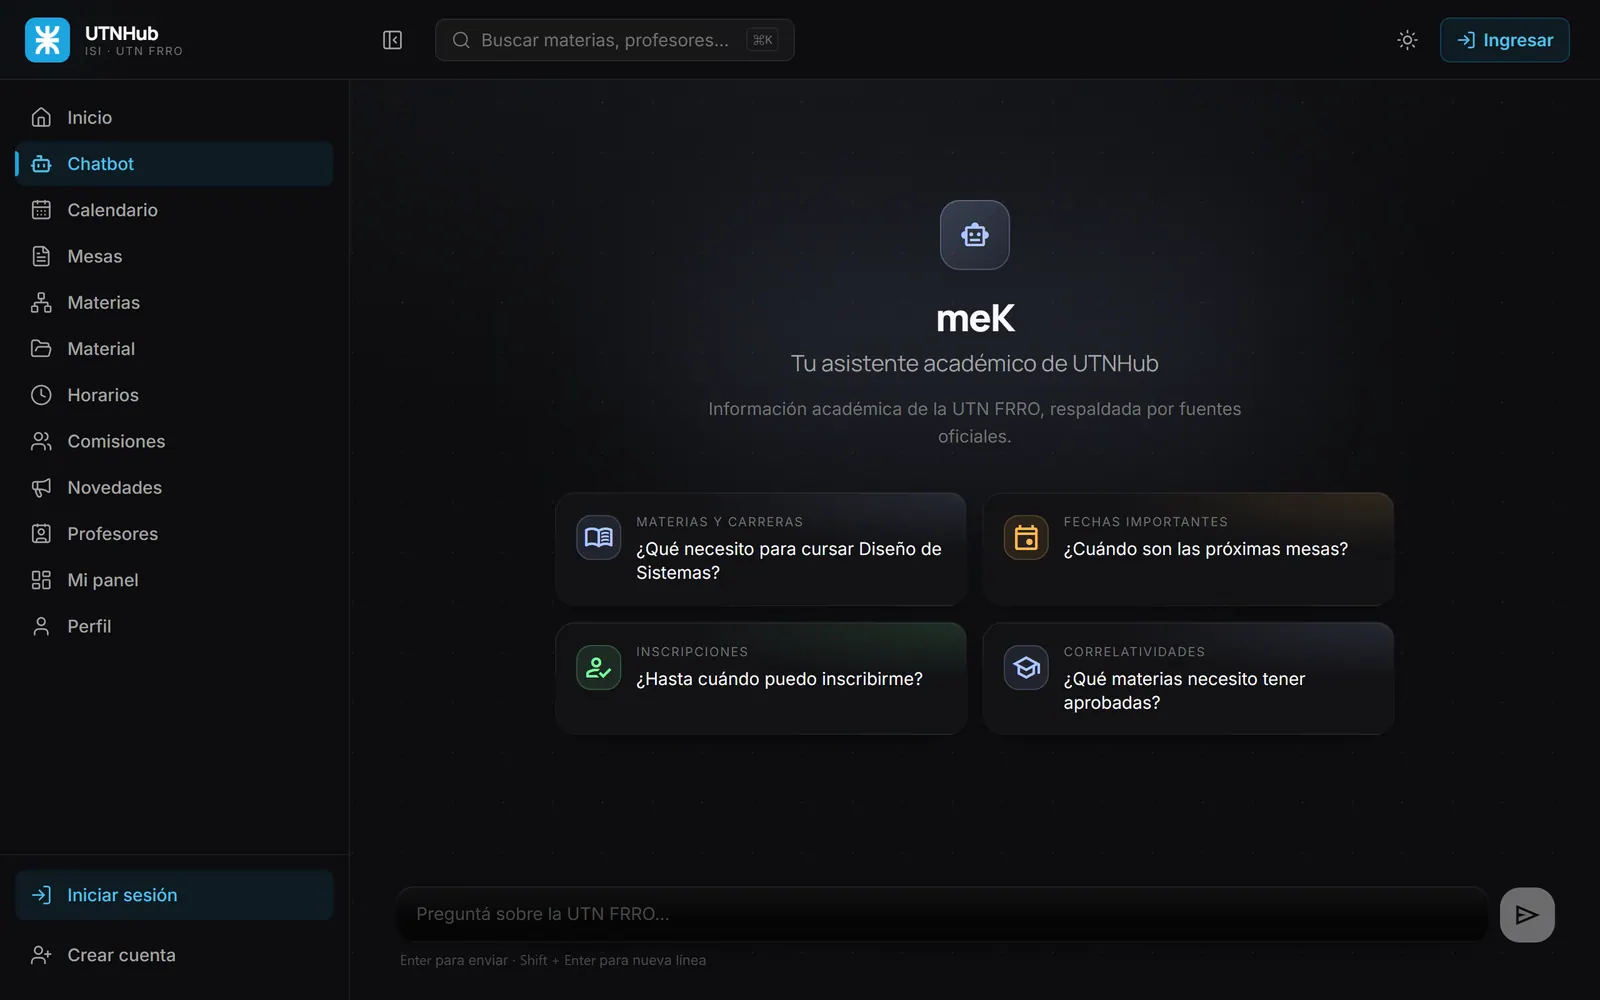 UTNHub
ISI · UTN FRRO
Buscar materias, profesores...
⌘K
Ingresar
Inicio
Chatbot
Calendario
Mesas
Materias
Material
Horarios
Comisiones
Novedades
Profesores
Mi panel
Perfil
Iniciar sesión
Crear cuenta
meK
Tu asistente académico de UTNHub
Información académica de la UTN FRRO, respaldada por fuentes
oficiales.
MATERIAS Y CARRERAS
¿Qué necesito para cursar Diseño de
Sistemas?
FECHAS IMPORTANTES
¿Cuándo son las próximas mesas?
INSCRIPCIONES
¿Hasta cuándo puedo inscribirme?
CORRELATIVIDADES
¿Qué materias necesito tener
aprobadas?
Preguntá sobre la UTN FRRO...
Enter para enviar · Shift + Enter para nueva línea